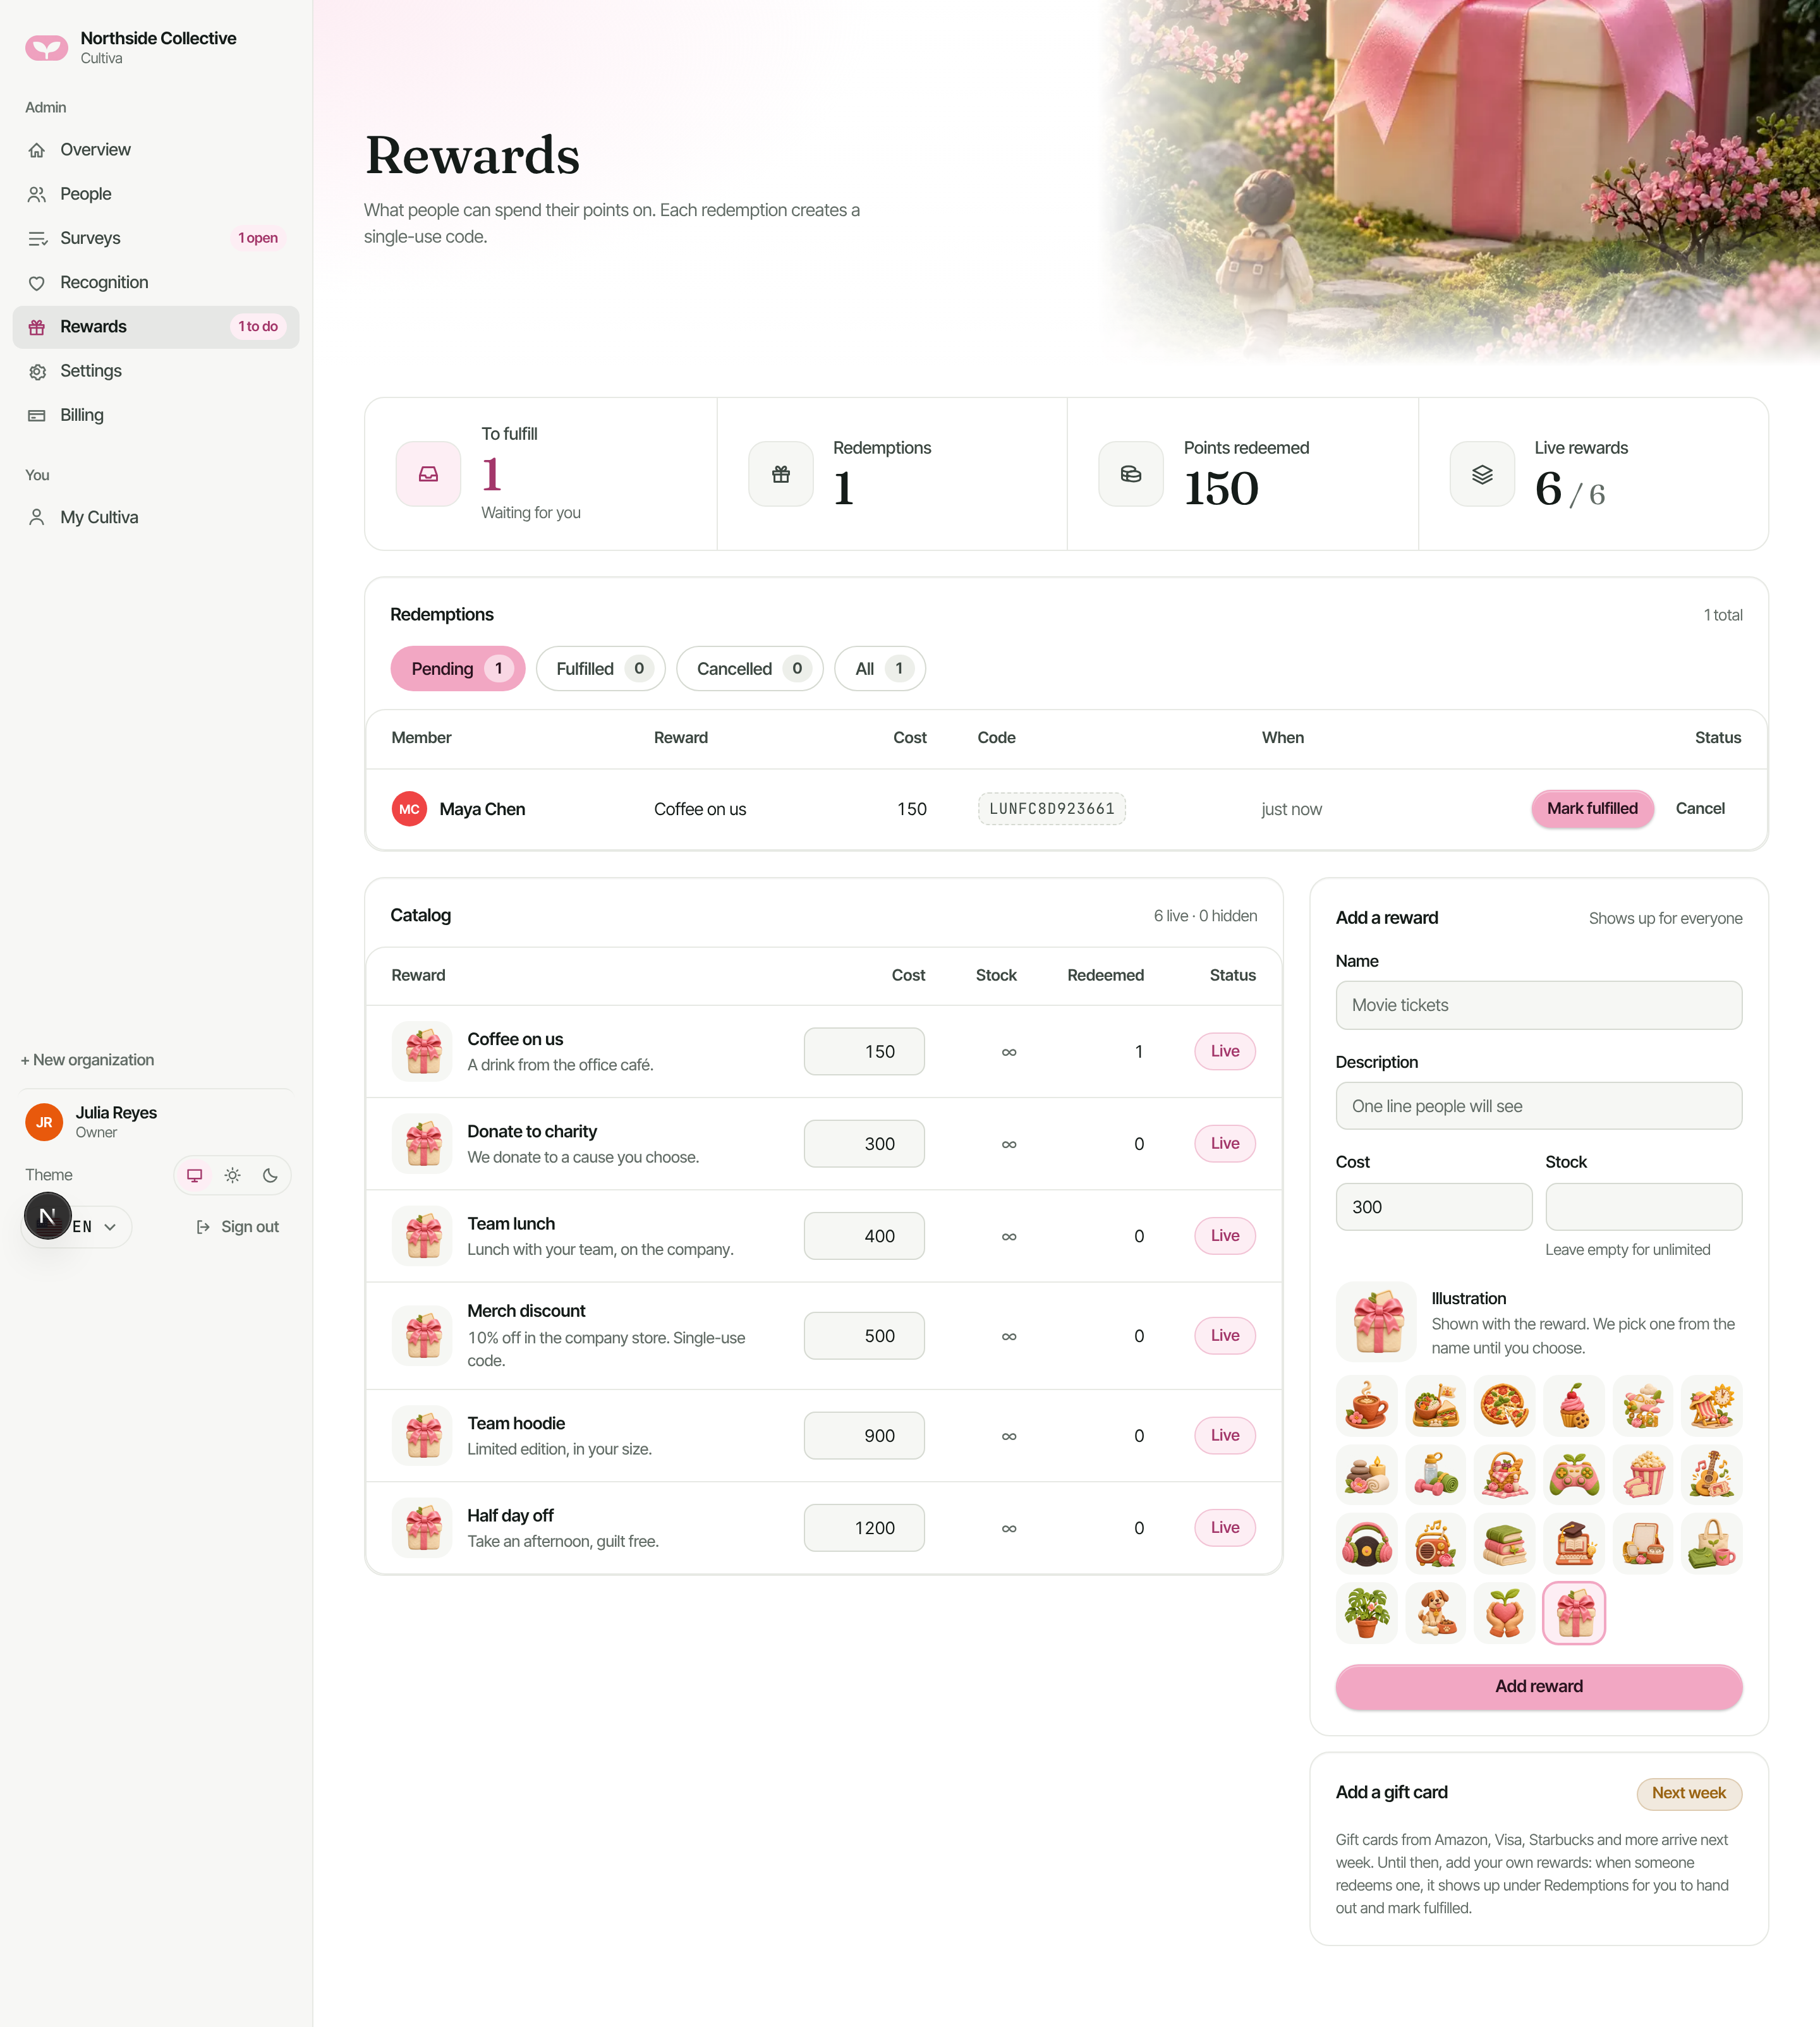 Northside Collective
Cultiva
Admin
Overview
People
Surveys 1 open
Recognition
Rewards 1 to do
Settings
Billing
You
My Cultiva
+ New organization
JR Julia Reyes
Owner
Theme
N EN Sign out
Rewards
What people can spend their points on. Each redemption creates a
single-use code.
To fulfill
1
Waiting for you
Redemptions
1
Points redeemed
150
Live rewards
6 / 6
Redemptions 1 total
Pending 1 Fulfilled 0 Cancelled 0 All 1
Member Reward Cost Code When Status
MC Maya Chen Coffee on us 150 LUNFC8D923661 just now Mark fulfilled Cancel
Catalog 6 live · 0 hidden
Reward Cost Stock Redeemed Status
Coffee on us
A drink from the office café.
150 ∞ 1 Live
Donate to charity
We donate to a cause you choose.
300 ∞ 0 Live
Team lunch
Lunch with your team, on the company.
400 ∞ 0 Live
Merch discount
10% off in the company store. Single-use
code.
500 ∞ 0 Live
Team hoodie
Limited edition, in your size.
900 ∞ 0 Live
Half day off
Take an afternoon, guilt free.
1200 ∞ 0 Live
Add a reward Shows up for everyone
Name
Movie tickets
Description
One line people will see
Cost Stock
300
Leave empty for unlimited
Illustration
Shown with the reward. We pick one from the
name until you choose.
Add reward
Add a gift card Next week
Gift cards from Amazon, Visa, Starbucks and more arrive next
week. Until then, add your own rewards: when someone
redeems one, it shows up under Redemptions for you to hand
out and mark fulfilled.